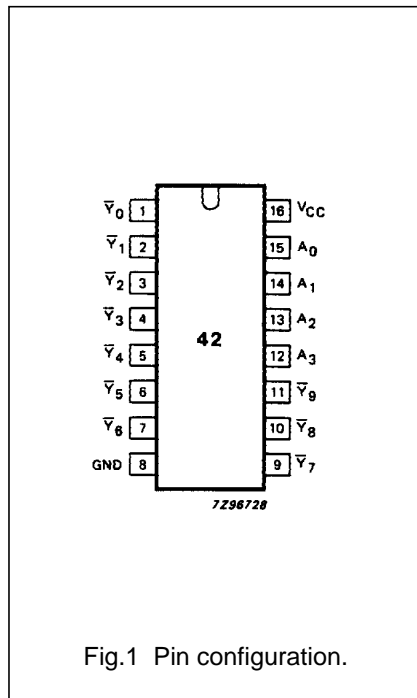 Y̅0 1 16 VCC
Y̅1 2 15 A0
Y̅2 3 14 A1
Y̅3 4 13 A2
42
Y̅4 5 12 A3
Y̅5 6 11 Y̅9
Y̅6 7 10 Y̅8
GND 8 9 Y̅7
7Z96728
Fig.1 Pin configuration.